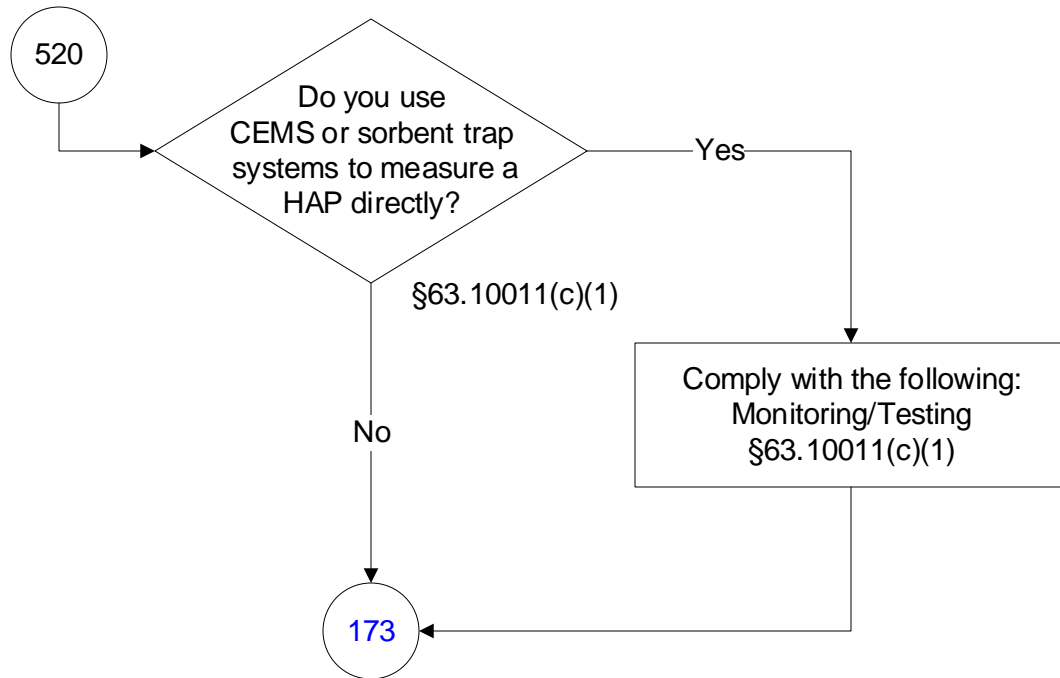 520
Do you use
CEMS or sorbent trap
systems to measure a
HAP directly?
Yes
§63.10011(c)(1)
Comply with the following:
Monitoring/Testing
§63.10011(c)(1)
No
173